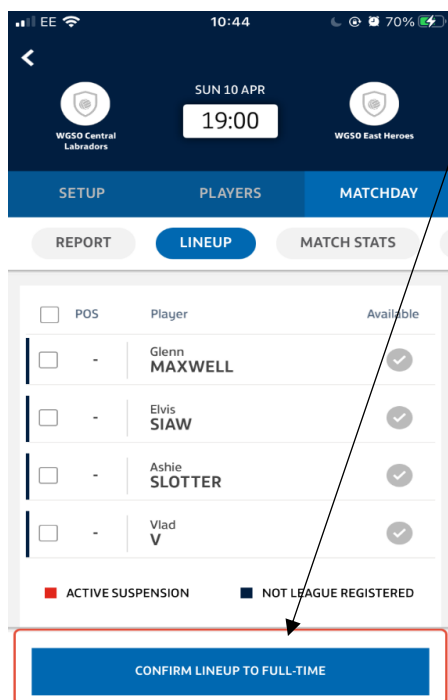 EE 10:44 70%
SUN 10 APR
19:00
WGSO Central
Labradors
WGSO East Heroes
SETUP PLAYERS MATCHDAY
REPORT LINEUP MATCH STATS
POS Player Available
Glenn
- MAXWELL
Elvis
- SIAW
Ashie
- SLOTTER
Vlad
- V
ACTIVE SUSPENSION NOT LEAGUE REGISTERED
CONFIRM LINEUP TO FULL-TIME